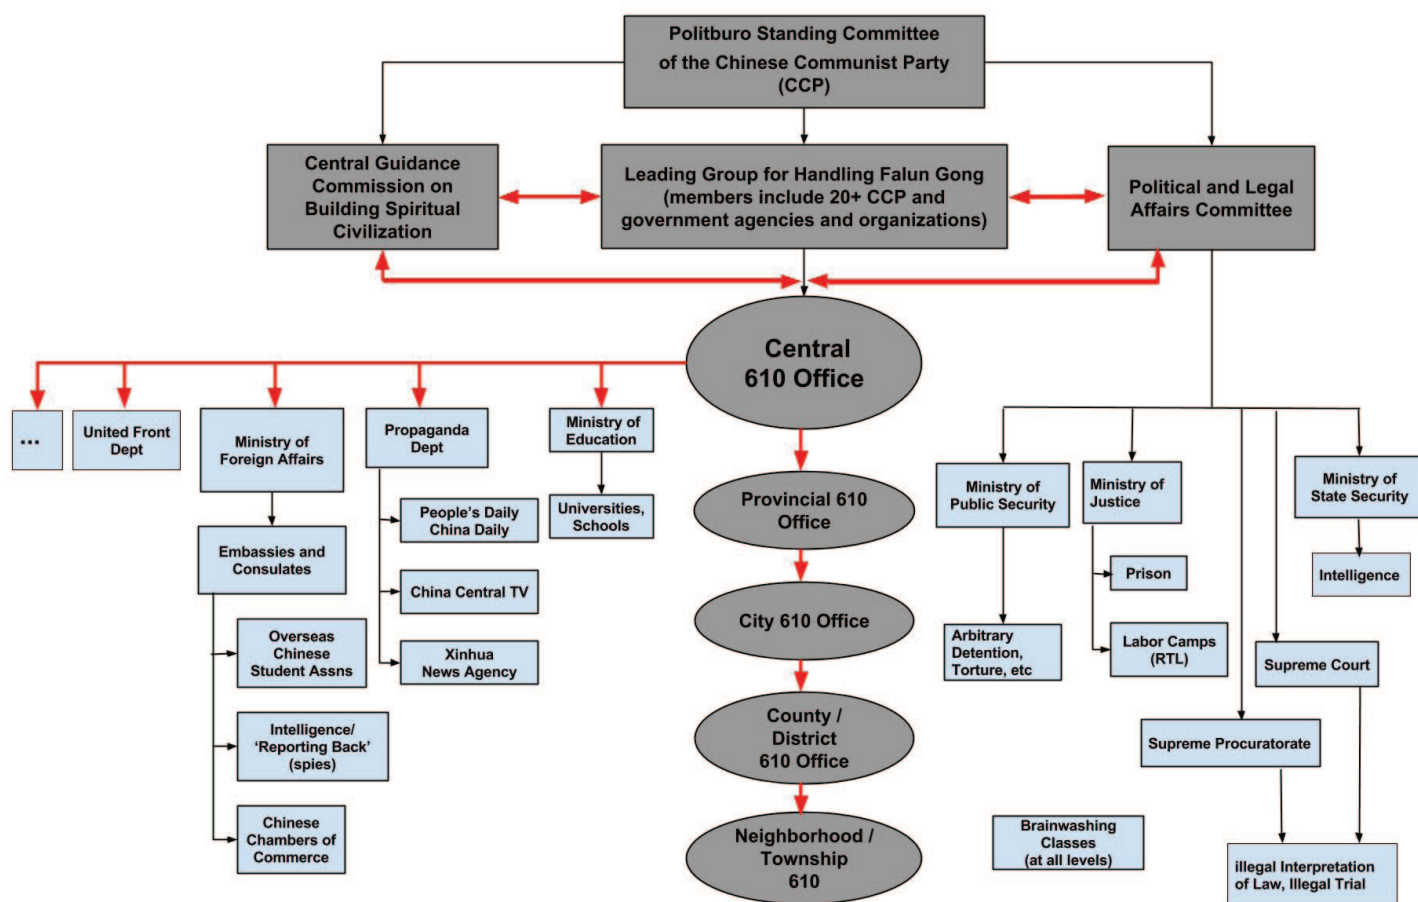 Politburo Standing Committee
of the Chinese Communist Party
(CCP)
Central Guidance
Commission on
Building Spiritual
Civilization
Leading Group for Handling Falun Gong
(members include 20+ CCP and
government agencies and organizations)
Political and Legal
Affairs Committee
Central
610 Office
...
United Front
Dept
Ministry of
Foreign Affairs
Propaganda
Dept
Ministry of
Education
Embassies and
Consulates
Overseas
Chinese
Student Assns
Intelligence/
‘Reporting Back’
(spies)
Chinese
Chambers of
Commerce
People’s Daily
China Daily
China Central TV
Xinhua
News Agency
Universities,
Schools
Provincial 610
Office
City 610 Office
County /
District
610 Office
Neighborhood /
Township
610
Ministry of
Public Security
Ministry of
Justice
Ministry of
State Security
Arbitrary
Detention,
Torture, etc
Prison
Labor Camps
(RTL)
Intelligence
Supreme Court
Supreme Procuratorate
Brainwashing
Classes
(at all levels)
illegal Interpretation
of Law, Illegal Trial